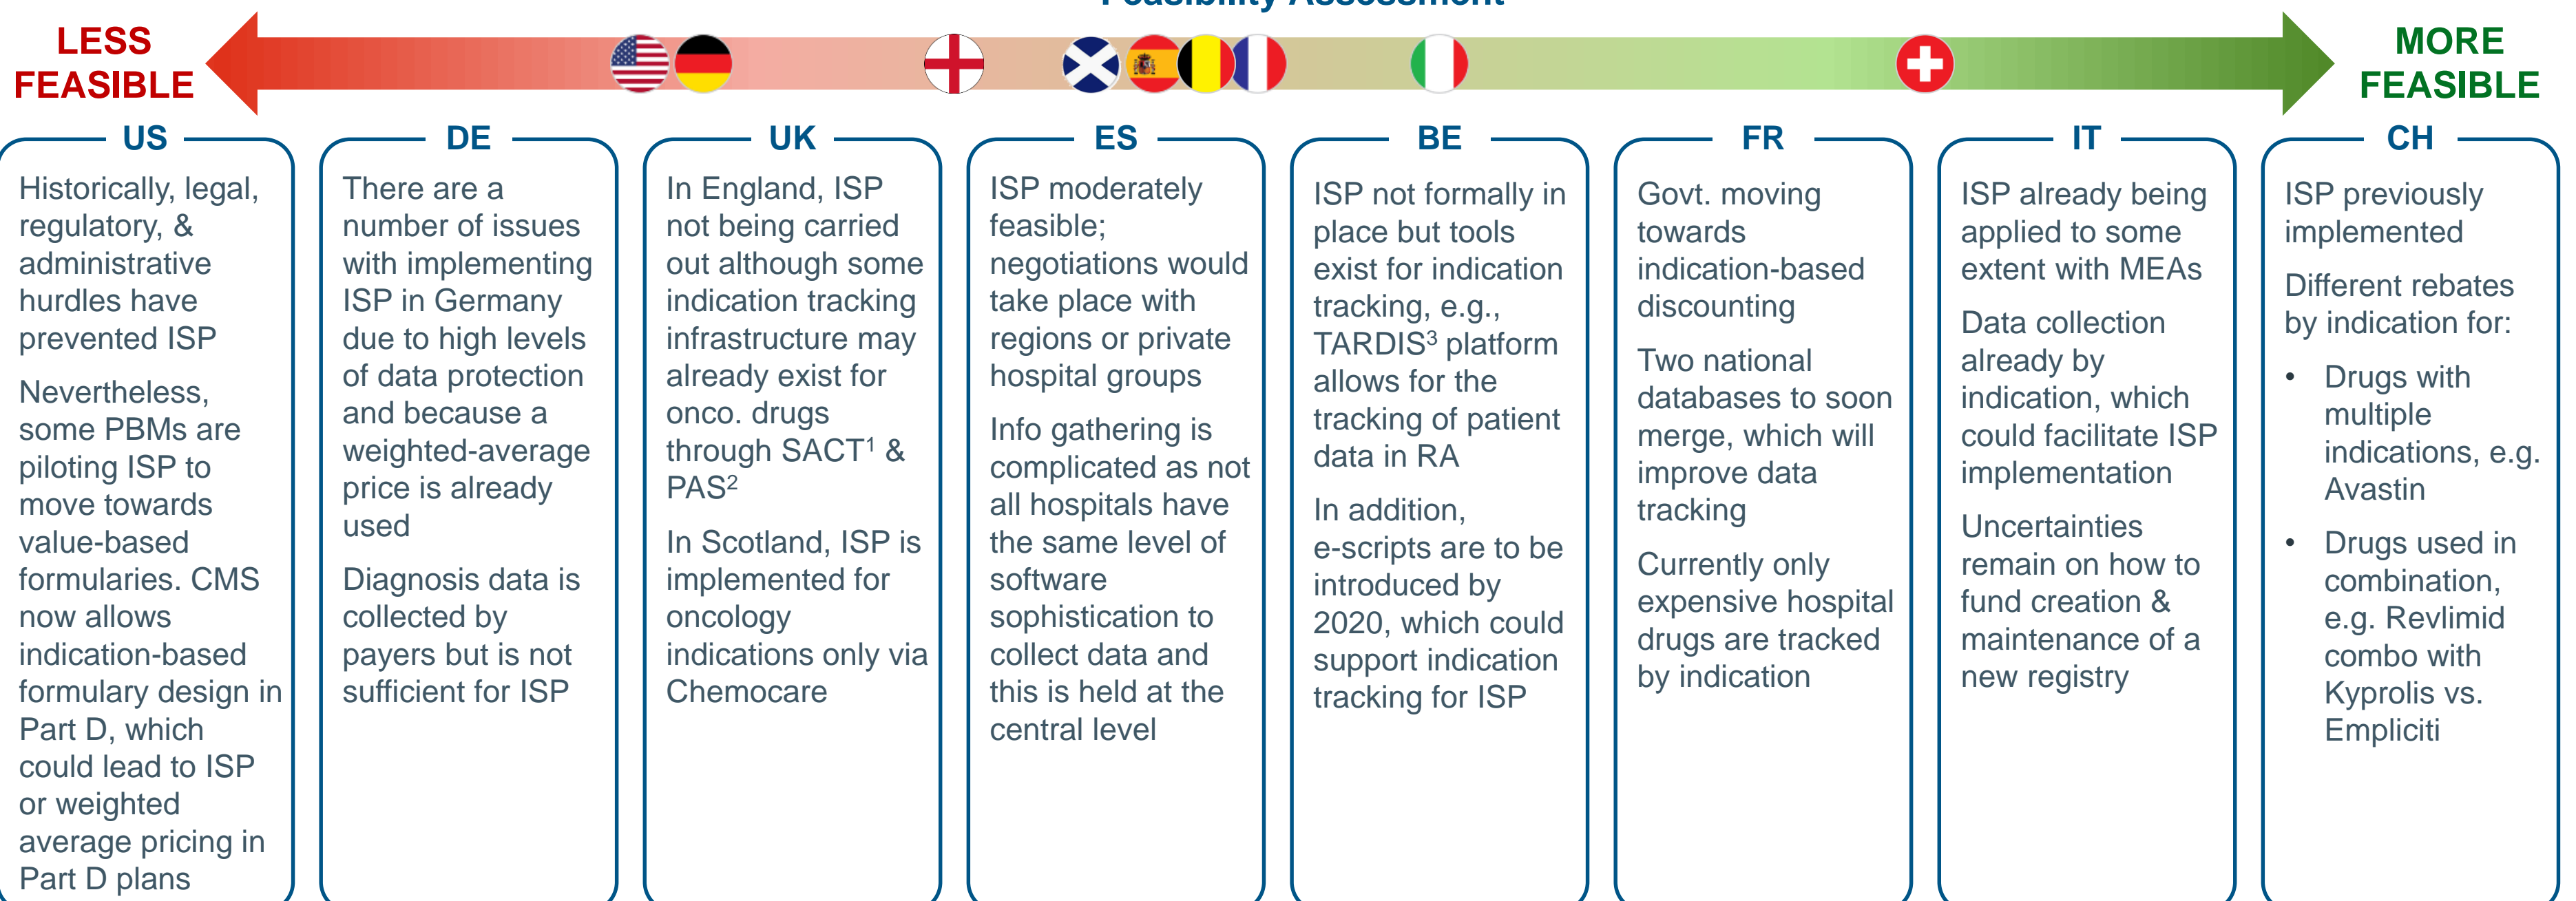 Feasibility Assessment
LESS
FEASIBLE
MORE
FEASIBLE
US
Historically, legal,
regulatory, &
administrative
hurdles have
prevented ISP
Nevertheless,
some PBMs are
piloting ISP to
move towards
value-based
formularies. CMS
now allows
indication-based
formulary design in
Part D, which
could lead to ISP
or weighted
average pricing in
Part D plans
DE
There are a
number of issues
with implementing
ISP in Germany
due to high levels
of data protection
and because a
weighted-average
price is already
used
Diagnosis data is
collected by
payers but is not
sufficient for ISP
UK
In England, ISP
not being carried
out although some
indication tracking
infrastructure may
already exist for
onco. drugs
through SACT¹ &
PAS²
In Scotland, ISP is
implemented for
oncology
indications only via
Chemocare
ES
ISP moderately
feasible;
negotiations would
take place with
regions or private
hospital groups
Info gathering is
complicated as not
all hospitals have
the same level of
software
sophistication to
collect data and
this is held at the
central level
BE
ISP not formally in
place but tools
exist for indication
tracking, e.g.,
TARDIS³ platform
allows for the
tracking of patient
data in RA
In addition,
e-scripts are to be
introduced by
2020, which could
support indication
tracking for ISP
FR
Govt. moving
towards
indication-based
discounting
Two national
databases to soon
merge, which will
improve data
tracking
Currently only
expensive hospital
drugs are tracked
by indication
IT
ISP already being
applied to some
extent with MEAs
Data collection
already by
indication, which
could facilitate ISP
implementation
Uncertainties
remain on how to
fund creation &
maintenance of a
new registry
CH
ISP previously
implemented
Different rebates
by indication for:
• Drugs with
multiple
indications, e.g.
Avastin
• Drugs used in
combination,
e.g. Revlimid
combo with
Kyprolis vs.
Empliciti